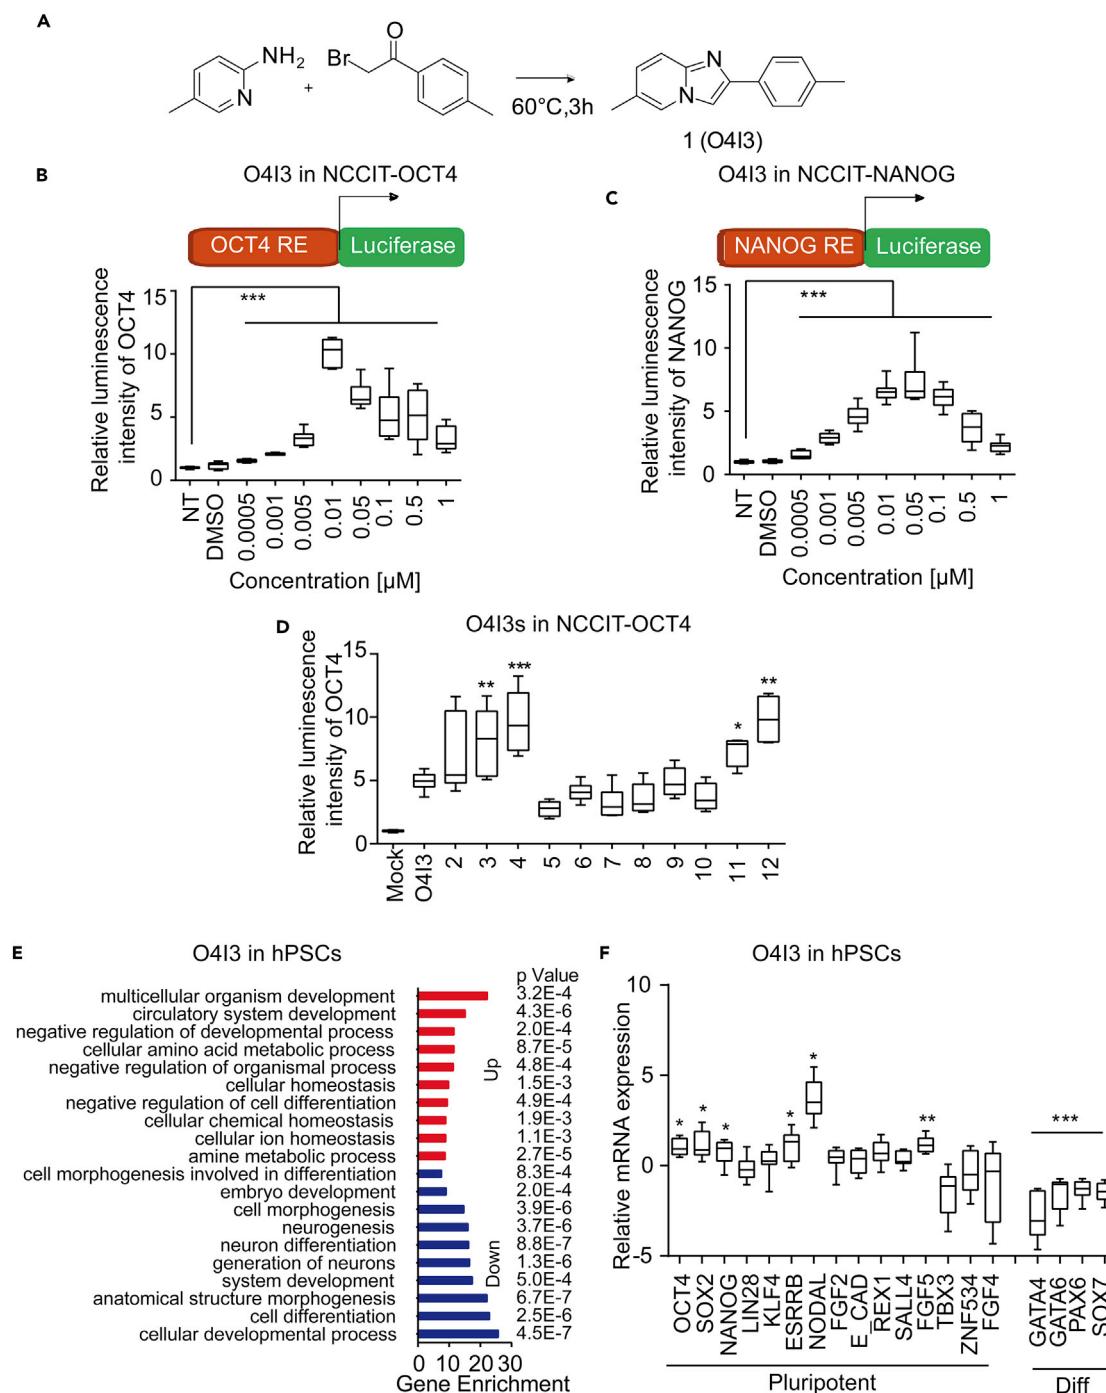 A
NH2
N
+
Br
O
60°C,3h
N
N
1 (O4I3)
B
O4I3 in NCCIT-OCT4
OCT4 RE
Luciferase
Relative luminescence
intensity of OCT4
15
10
5
0
***
NT
DMSO
0.0005
0.001
0.005
0.01
0.05
0.1
0.5
1
Concentration [µM]
C
O4I3 in NCCIT-NANOG
NANOG RE
Luciferase
Relative luminescence
intensity of NANOG
15
10
5
0
***
NT
DMSO
0.0005
0.001
0.005
0.01
0.05
0.1
0.5
1
Concentration [µM]
D
O4I3s in NCCIT-OCT4
Relative luminescence
intensity of OCT4
15
10
5
0
**
***
*
**
Mock
O4I3
2
3
4
5
6
7
8
9
10
11
12
E
O4I3 in hPSCs
p Value
multicellular organism development 3.2E-4
circulatory system development 4.3E-6
negative regulation of developmental process 2.0E-4
cellular amino acid metabolic process 8.7E-5
negative regulation of organismal process 4.8E-4
cellular homeostasis 1.5E-3
negative regulation of cell differentiation 4.9E-4
cellular chemical homeostasis 1.9E-3
cellular ion homeostasis 1.1E-3
amine metabolic process 2.7E-5
cell morphogenesis involved in differentiation 8.3E-4
embryo development 2.0E-4
cell morphogenesis 3.9E-6
neurogenesis 3.7E-6
neuron differentiation 8.8E-7
generation of neurons 1.3E-6
system development 5.0E-4
anatomical structure morphogenesis 6.7E-7
cell differentiation 2.5E-6
cellular developmental process 4.5E-7
Up
Down
0 10 20 30
Gene Enrichment
F
O4I3 in hPSCs
Relative mRNA expression
10
5
0
-5
*
*
*
*
*
**
***
OCT4
SOX2
NANOG
LIN28
KLF4
ESRRB
NODAL
FGF2
E_CAD
REX1
SALL4
FGF5
TBX3
ZNF534
FGF4
GATA4
GATA6
PAX6
SOX7
Pluripotent
Diff